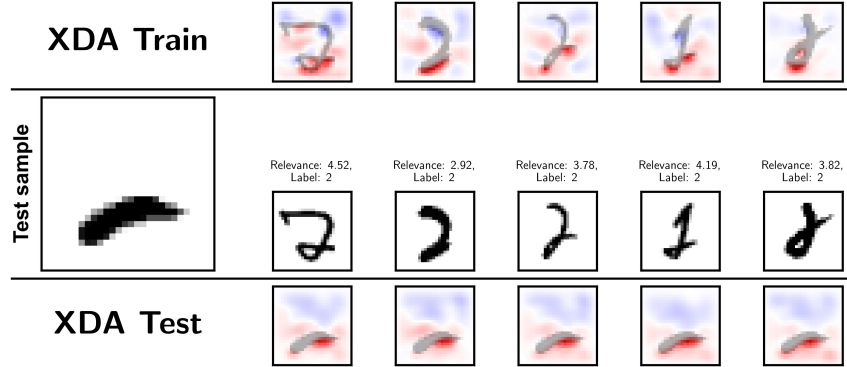 XDA Train
Test sample
Relevance: 4.52,
Label: 2
Relevance: 2.92,
Label: 2
Relevance: 3.78,
Label: 2
Relevance: 4.19,
Label: 2
Relevance: 3.82,
Label: 2
XDA Test